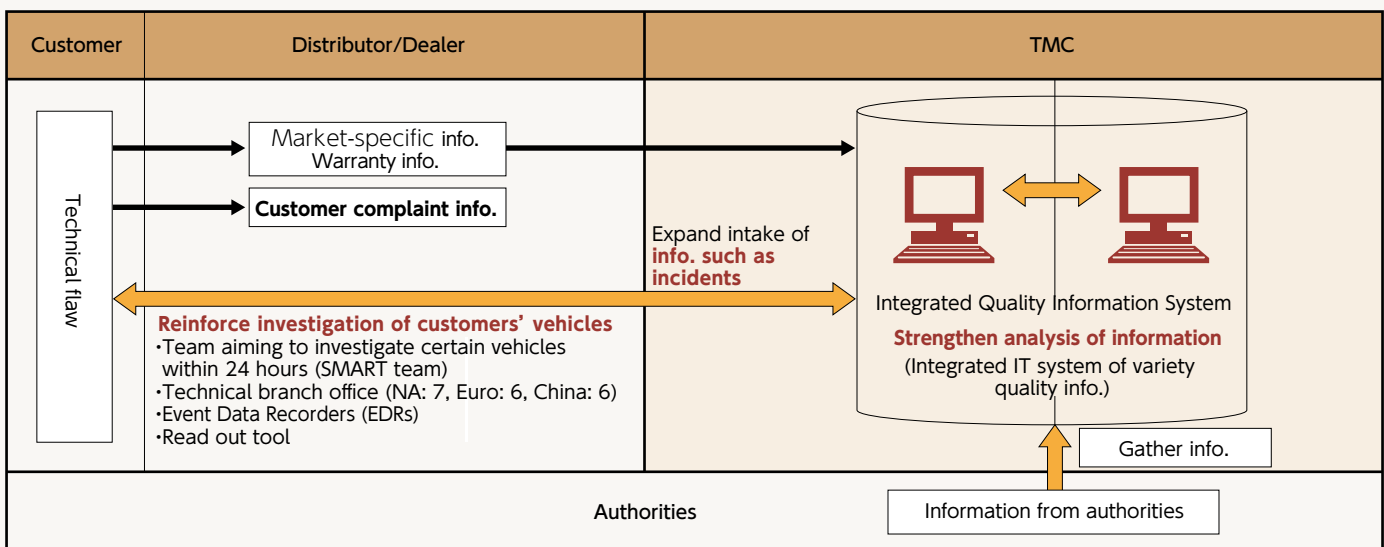 Customer
Distributor/Dealer
TMC
Technical flaw
Market-specific info.
Warranty info.
Customer complaint info.
Expand intake of
info. such as
incidents
Reinforce investigation of customers’ vehicles
・Team aiming to investigate certain vehicles
within 24 hours (SMART team)
・Technical branch office (NA: 7, Euro: 6, China: 6)
・Event Data Recorders (EDRs)
・Read out tool
Integrated Quality Information System
Strengthen analysis of information
(Integrated IT system of variety
quality info.)
Gather info.
Authorities
Information from authorities